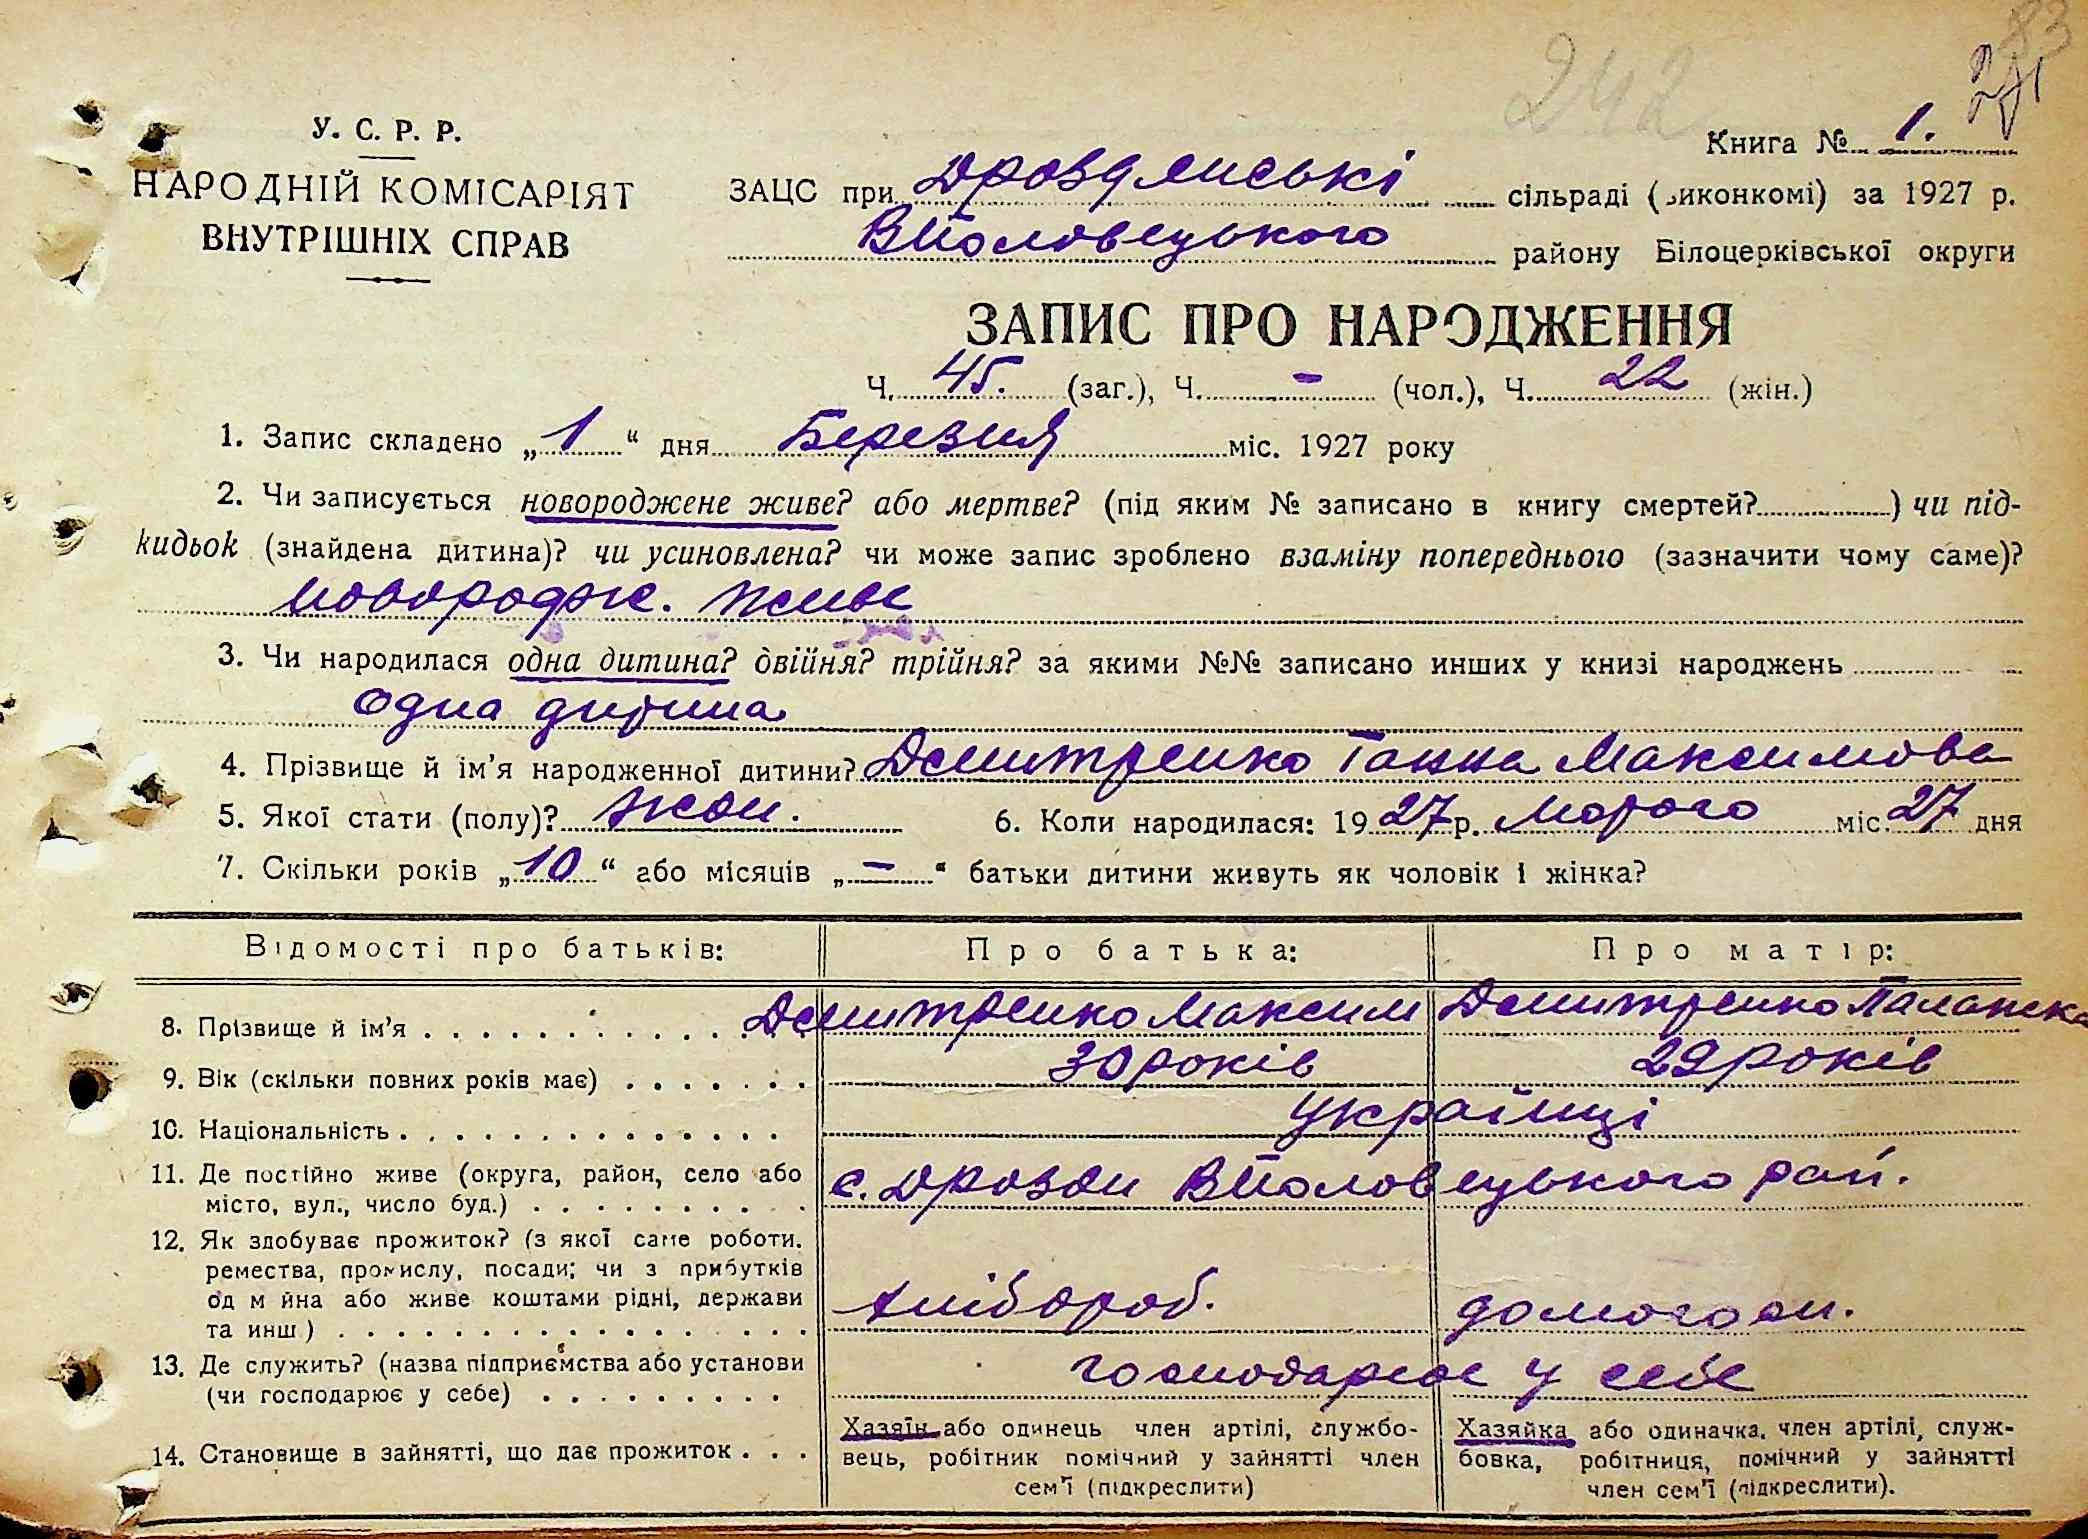 242
83
Книга № 1.
У. С. Р. Р.
НАРОДНІЙ КОМІСАРІЯТ
ВНУТРІШНІХ СПРАВ
ЗАЦС при Дроздянські сільраді (виконкомі) за 1927 р.
Вполовецького району Білоцерківської округи
ЗАПИС ПРО НАРОДЖЕННЯ
Ч. 45. (заг.), Ч. - (чол.), Ч. 22 (жін.)
1. Запис складено „1“ дня Березня міс. 1927 року
2. Чи записується новороджене живе? або мертве? (під яким № записано в книгу смертей? ) чи під-
кидьок (знайдена дитина)? чи усиновлена? чи може запис зроблено взаміну попереднього (зазначити чому саме)?
новородж. живе
3. Чи народилася одна дитина? двійня? трійня? за якими №№ записано инших у книзі народжень
одна дитина
4. Прізвище й ім'я народженної дитини? Дмитренко Ганна Максимова
5. Якої стати (полу)? жон. 6. Коли народилася: 1927 р. Лютого міс. 27 дня
7. Скільки років „10“ або місяців „-“ батьки дитини живуть як чоловік і жінка?
Відомості про батьків: Про батька: Про матір:
8. Прізвище й ім'я Дмитренко Максим Дмитренко Палажка
9. Вік (скільки повних років має) 30 років 29 років
10. Національність українці
11. Де постійно живе (округа, район, село або
місто, вул., число буд.) с. Дрозди Вполовецького рай.
12. Як здобуває прожиток? (з якої саме роботи,
ремества, промислу, посади; чи з прибутків
од м йна або живе коштами рідні, держави
та инш) хлібороб. домогосп.
13. Де служить? (назва підприємства або установи
(чи господарює у себе) господарює у себе
14. Становище в зайнятті, що дає прожиток
Хазяїн або одинець член артілі, службо-
вець, робітник помічний у зайнятті член
сем'ї (підкреслити)
Хазяйка або одиначка, член артілі, служ-
бовка, робітниця, помічний у зайнятті
член сем'ї (підкреслити).